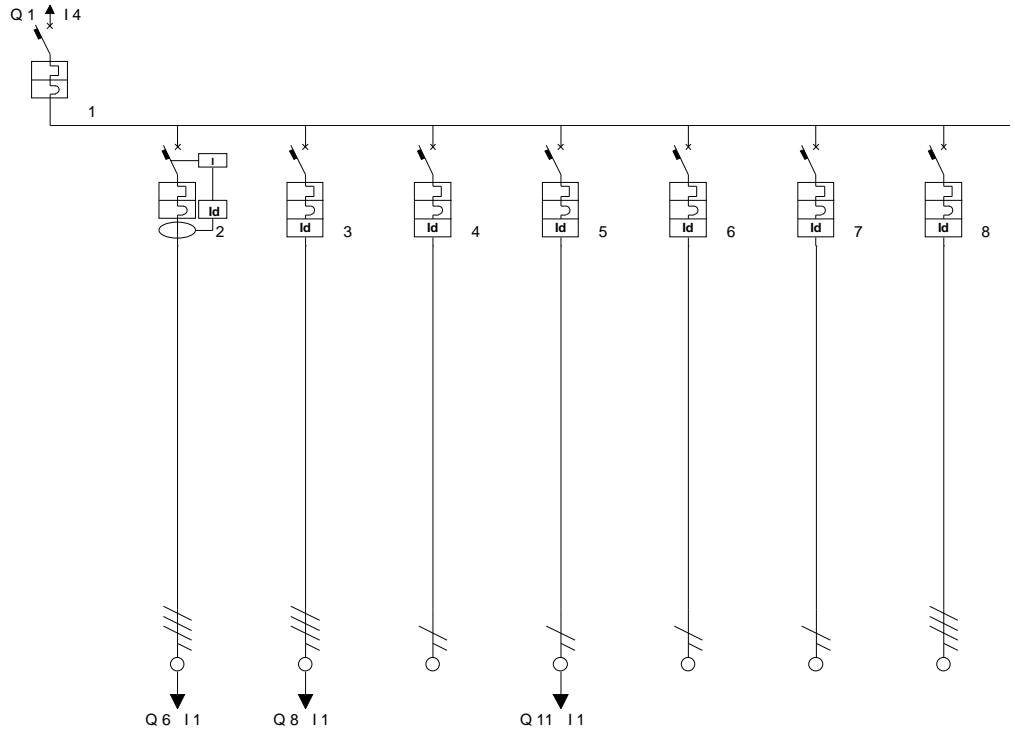 Q 1 I 4
1
I
Id
2
Id 3
Id 4
Id 5
Id 6
Id 7
Id 8
Q 6 I 1
Q 8 I 1
Q 11 I 1